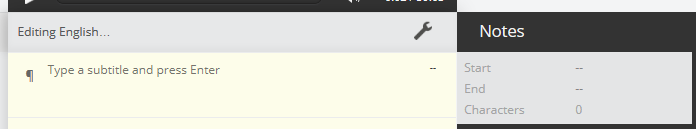 Editing English... Notes
¶ Type a subtitle and press Enter --
Start --
End --
Characters 0